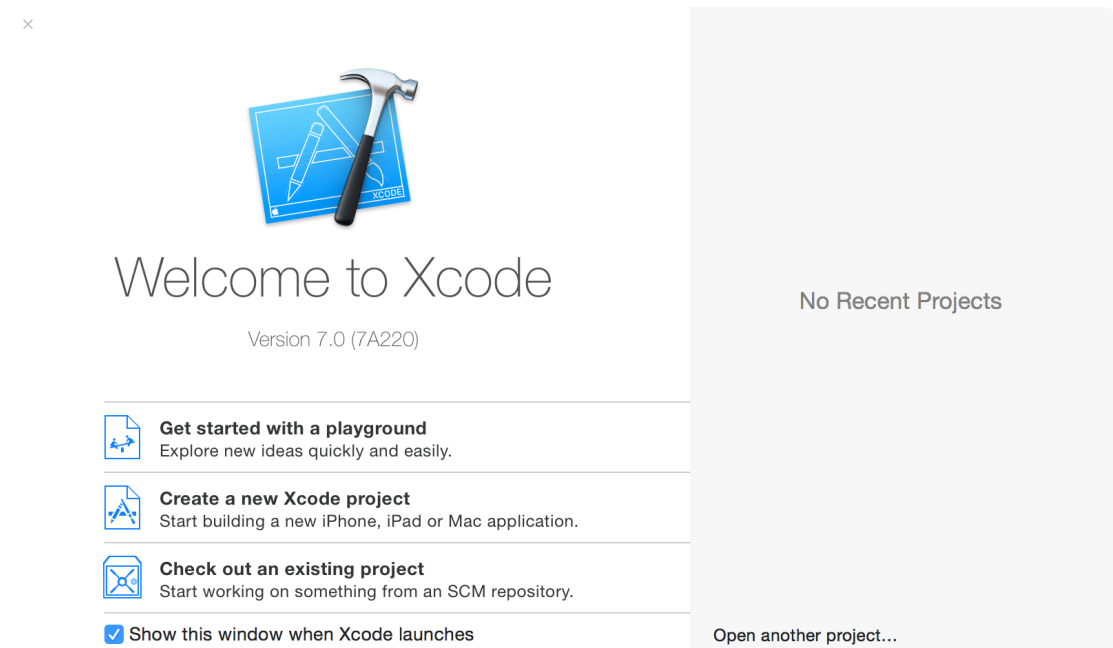 XCODE
Welcome to Xcode
Version 7.0 (7A220)
Get started with a playground
Explore new ideas quickly and easily.
Create a new Xcode project
Start building a new iPhone, iPad or Mac application.
Check out an existing project
Start working on something from an SCM repository.
Show this window when Xcode launches
No Recent Projects
Open another project...